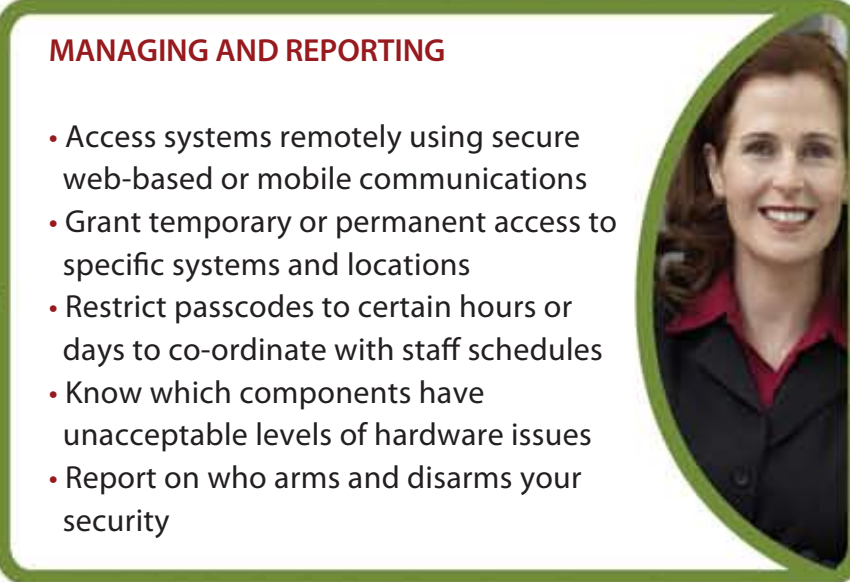 MANAGING AND REPORTING
• Access systems remotely using secure
web-based or mobile communications
• Grant temporary or permanent access to
specific systems and locations
• Restrict passcodes to certain hours or
days to co-ordinate with staff schedules
• Know which components have
unacceptable levels of hardware issues
• Report on who arms and disarms your
security